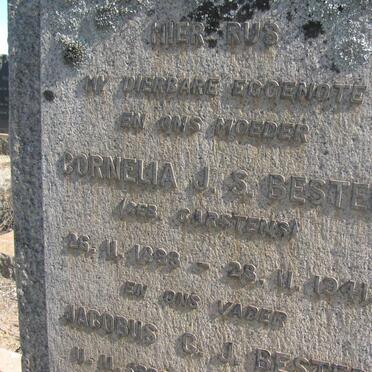 HIER RUS
MY DIERBARE EGGENOTE
EN ONS MOEDER
CORNELIA J. S. BESTER
(GEB. CARSTENS)
EN ONS VADER
JACOBUS C. J. BESTER